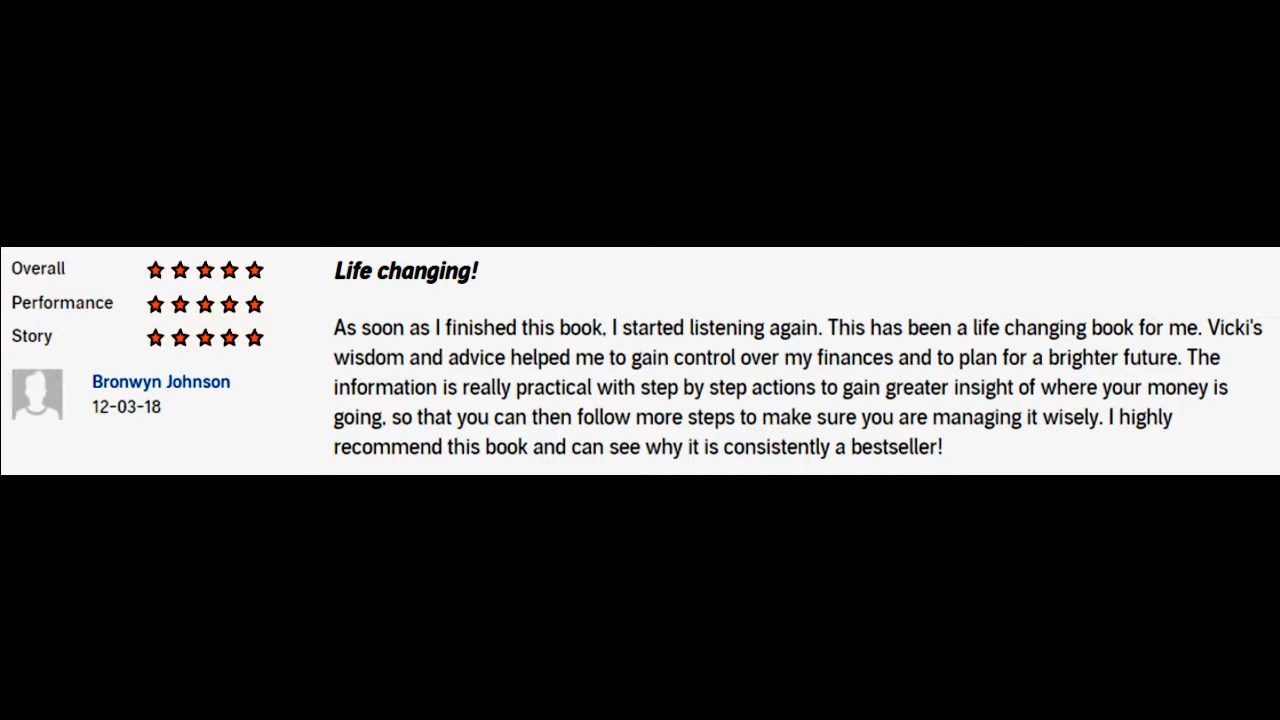 Overall
Performance
Story
Bronwyn Johnson
12-03-18
Life changing!
As soon as I finished this book, I started listening again. This has been a life changing book for me. Vicki's
wisdom and advice helped me to gain control over my finances and to plan for a brighter future. The
information is really practical with step by step actions to gain greater insight of where your money is
going, so that you can then follow more steps to make sure you are managing it wisely. I highly
recommend this book and can see why it is consistently a bestseller!